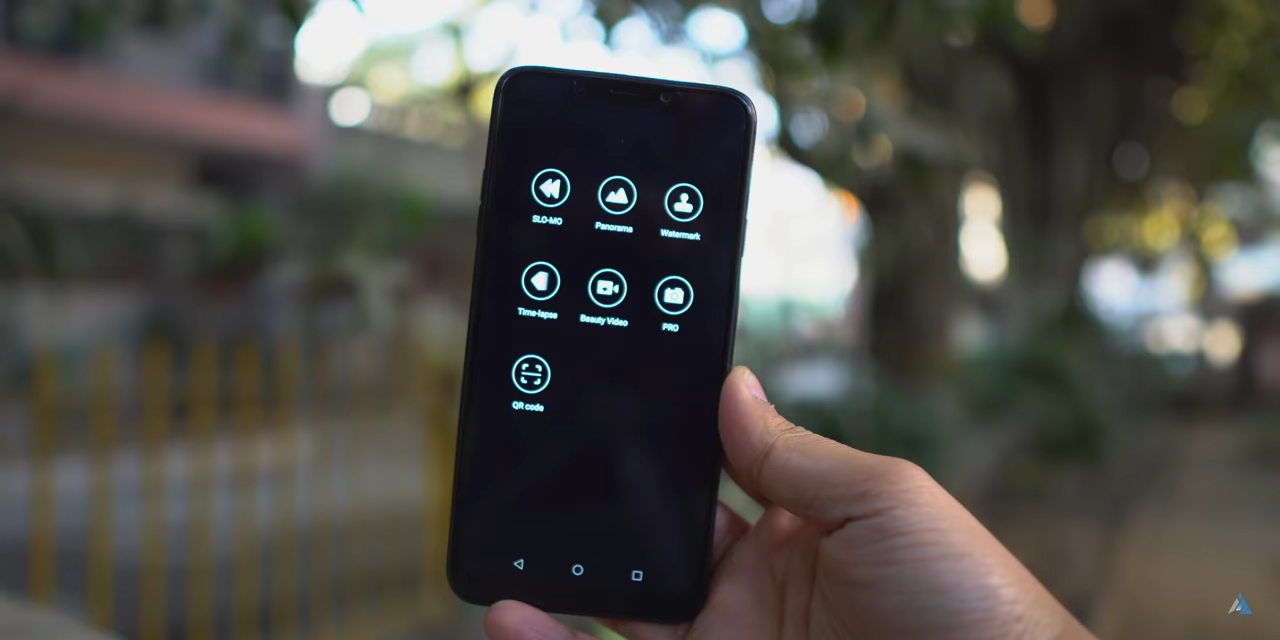 SLO-MO
Panorama
Watermark
Time-lapse
Beauty Video
PRO
QR code